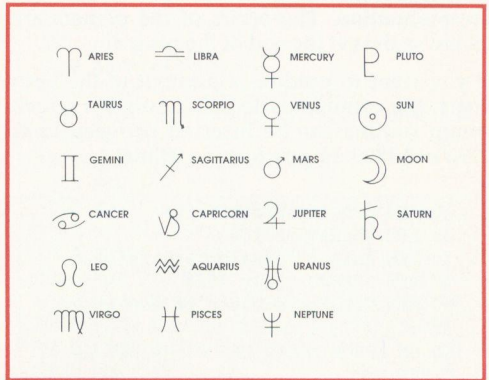 ARIES LIBRA MERCURY PLUTO
TAURUS SCORPIO VENUS SUN
GEMINI SAGITTARIUS MARS MOON
CANCER CAPRICORN JUPITER SATURN
LEO AQUARIUS URANUS
VIRGO PISCES NEPTUNE